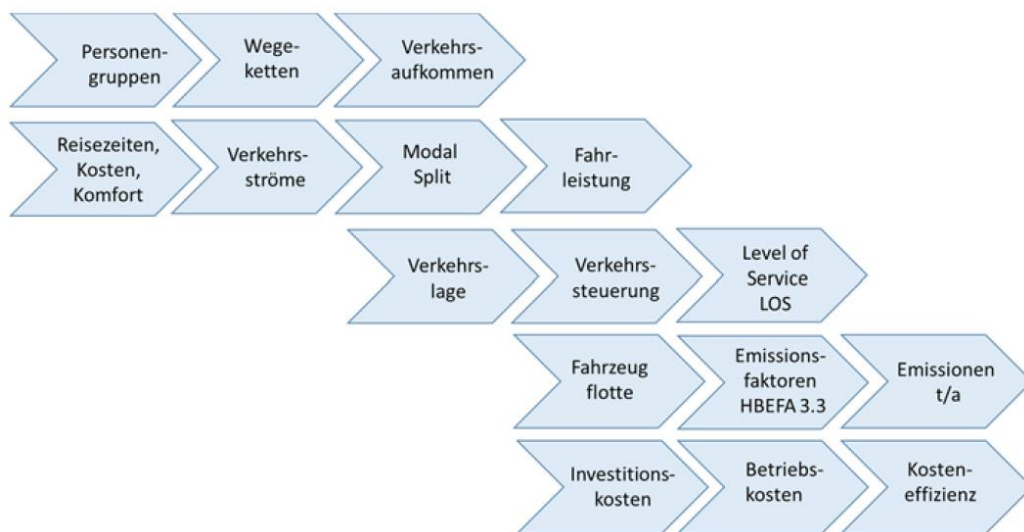 Personen-
gruppen
Wege-
ketten
Verkehrs-
aufkommen
Reisezeiten,
Kosten,
Komfort
Verkehrs-
ströme
Modal
Split
Fahr-
leistung
Verkehrs-
lage
Verkehrs-
steuerung
Level of
Service
LOS
Fahrzeug
flotte
Emissions-
faktoren
HBEFA 3.3
Emissionen
t/a
Investitions-
kosten
Betriebs-
kosten
Kosten-
effizienz